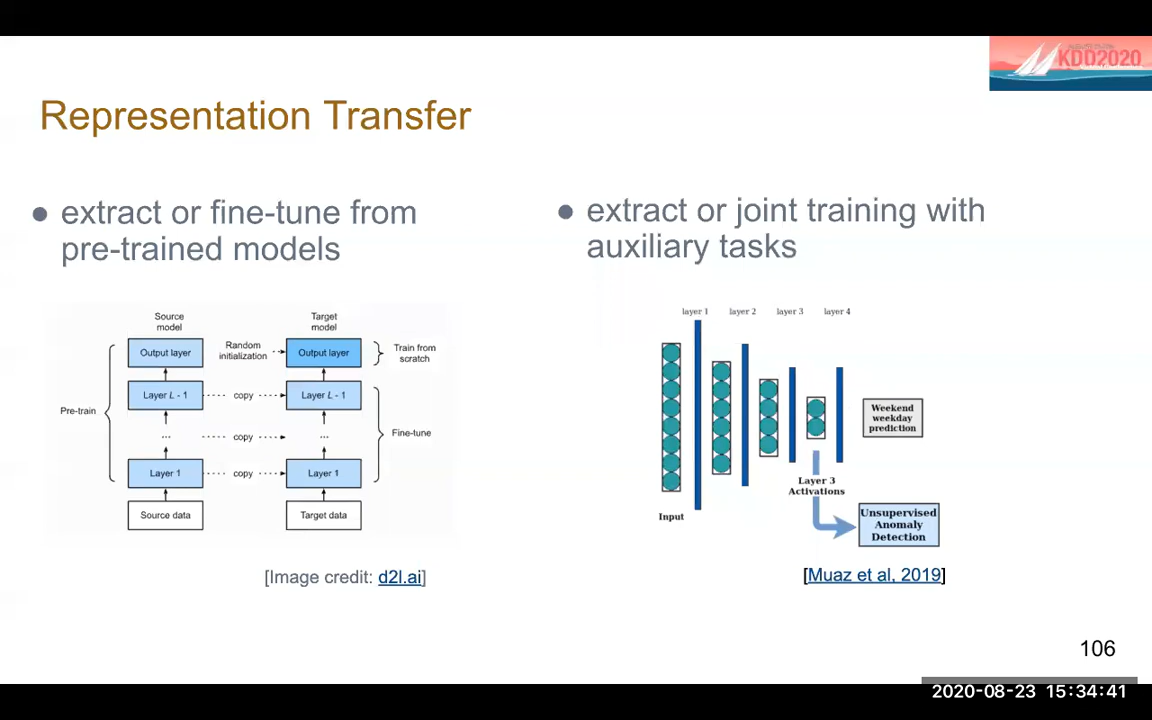 KDD2020
Representation Transfer
● extract or fine-tune from
pre-trained models
● extract or joint training with
auxiliary tasks
Source
model
Target
model
Output layer
Random
initialization
Output layer
Train from
scratch
Layer L - 1
copy
Layer L - 1
Pre-train
...
copy
...
Fine-tune
Layer 1
copy
Layer 1
Source data
Target data
[Image credit: d2l.ai]
layer 1
layer 2
layer 3
layer 4
Weekend
weekday
prediction
Layer 3
Activations
Input
Unsupervised
Anomaly
Detection
[Muaz et al, 2019]
106
2020-08-23 15:34:41